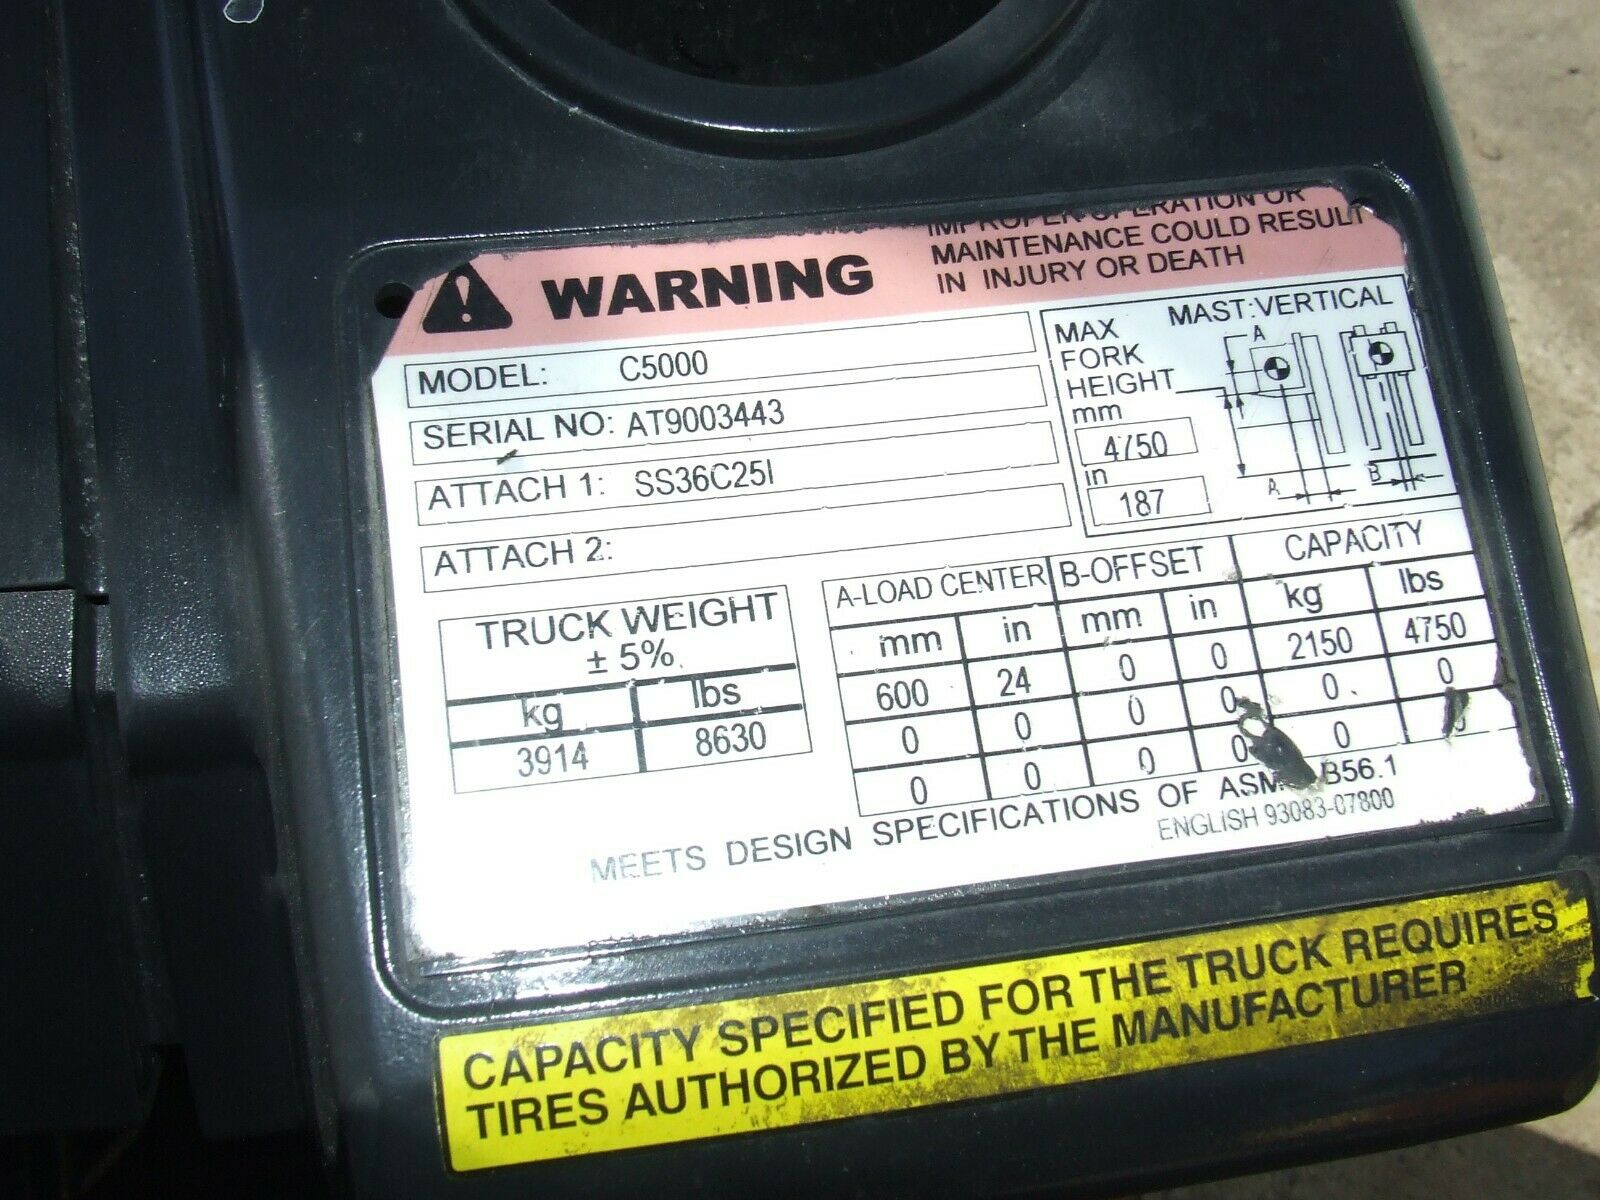 WARNING
IMPROPER OPERATION OR
MAINTENANCE COULD RESULT
IN INJURY OR DEATH
MODEL: C5000
SERIAL NO: AT9003443
ATTACH 1: SS36C25I
ATTACH 2:
MAST:VERTICAL
MAX
FORK
HEIGHT
mm
4750
in
187
A
A
B
TRUCK WEIGHT
± 5%
kg lbs
3914 8630
A-LOAD CENTER B-OFFSET CAPACITY
mm in mm in kg lbs
600 24 0 0 2150 4750
0 0 0 0 0 0
0 0 0 0 0 0
MEETS DESIGN SPECIFICATIONS OF B56.1
ENGLISH 93083-07800
CAPACITY SPECIFIED FOR THE TRUCK REQUIRES
TIRES AUTHORIZED BY THE MANUFACTURER